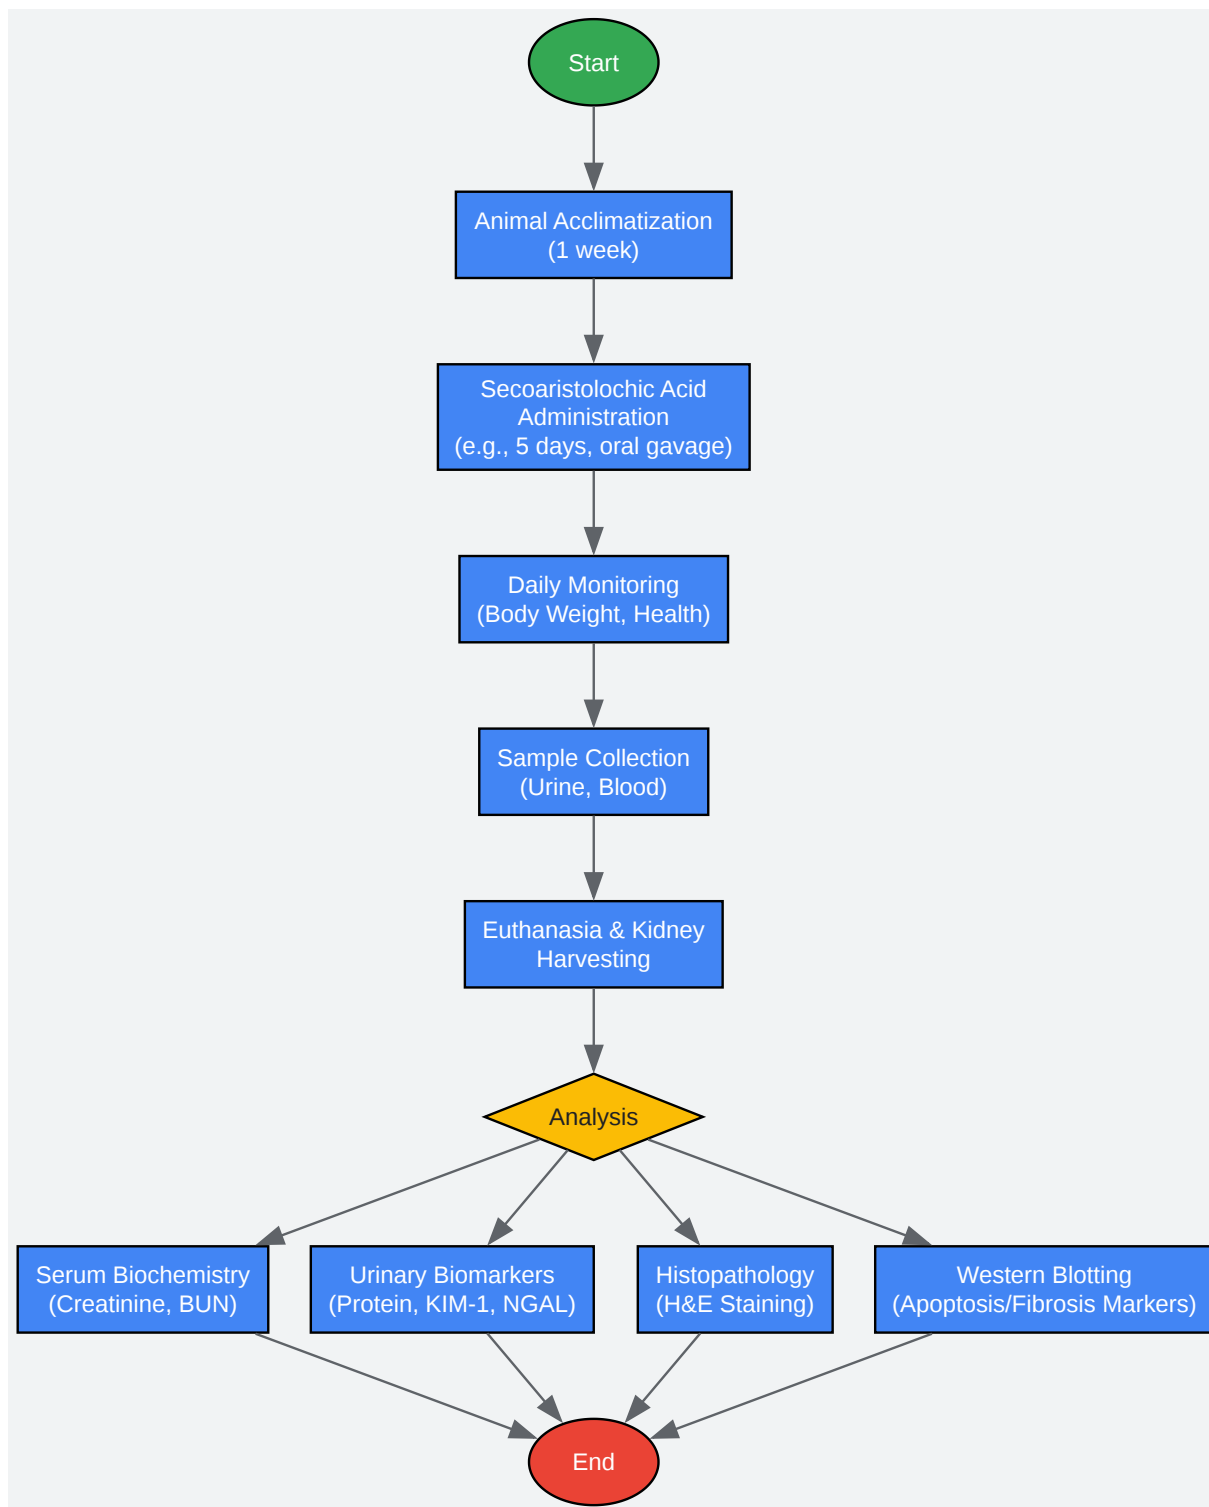 Start
Animal Acclimatization
(1 week)
Secoaristolochic Acid
Administration
(e.g., 5 days, oral gavage)
Daily Monitoring
(Body Weight, Health)
Sample Collection
(Urine, Blood)
Euthanasia & Kidney
Harvesting
Analysis
Serum Biochemistry
(Creatinine, BUN)
Urinary Biomarkers
(Protein, KIM-1, NGAL)
Histopathology
(H&E Staining)
Western Blotting
(Apoptosis/Fibrosis Markers)
End